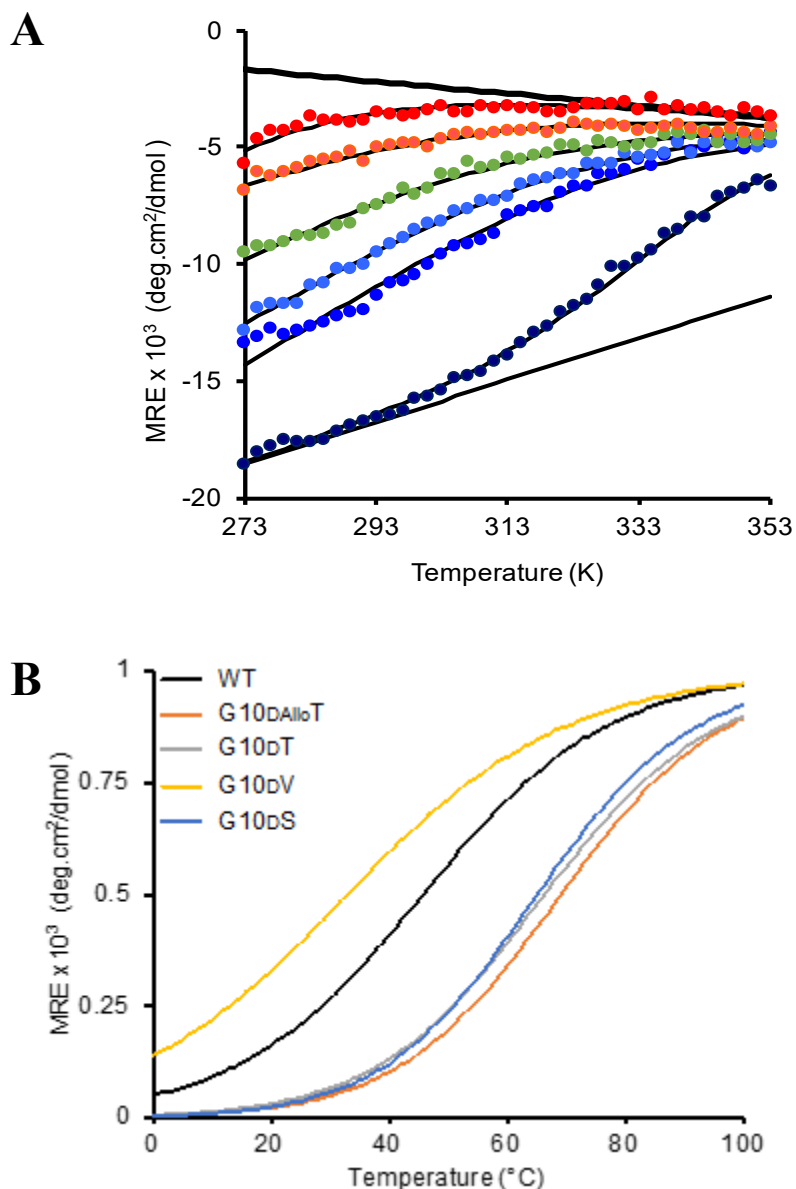 A
0
-5
-10
-15
-20
MRE x 10³ (deg.cm²/dmol)
273 293 313 333 353
Temperature (K)
B
1
0.75
0.5
0.25
0
MRE x 10³ (deg.cm²/dmol)
WT
G10DAlloT
G10DT
G10DV
G10DS
0 20 40 60 80 100
Temperature (°C)